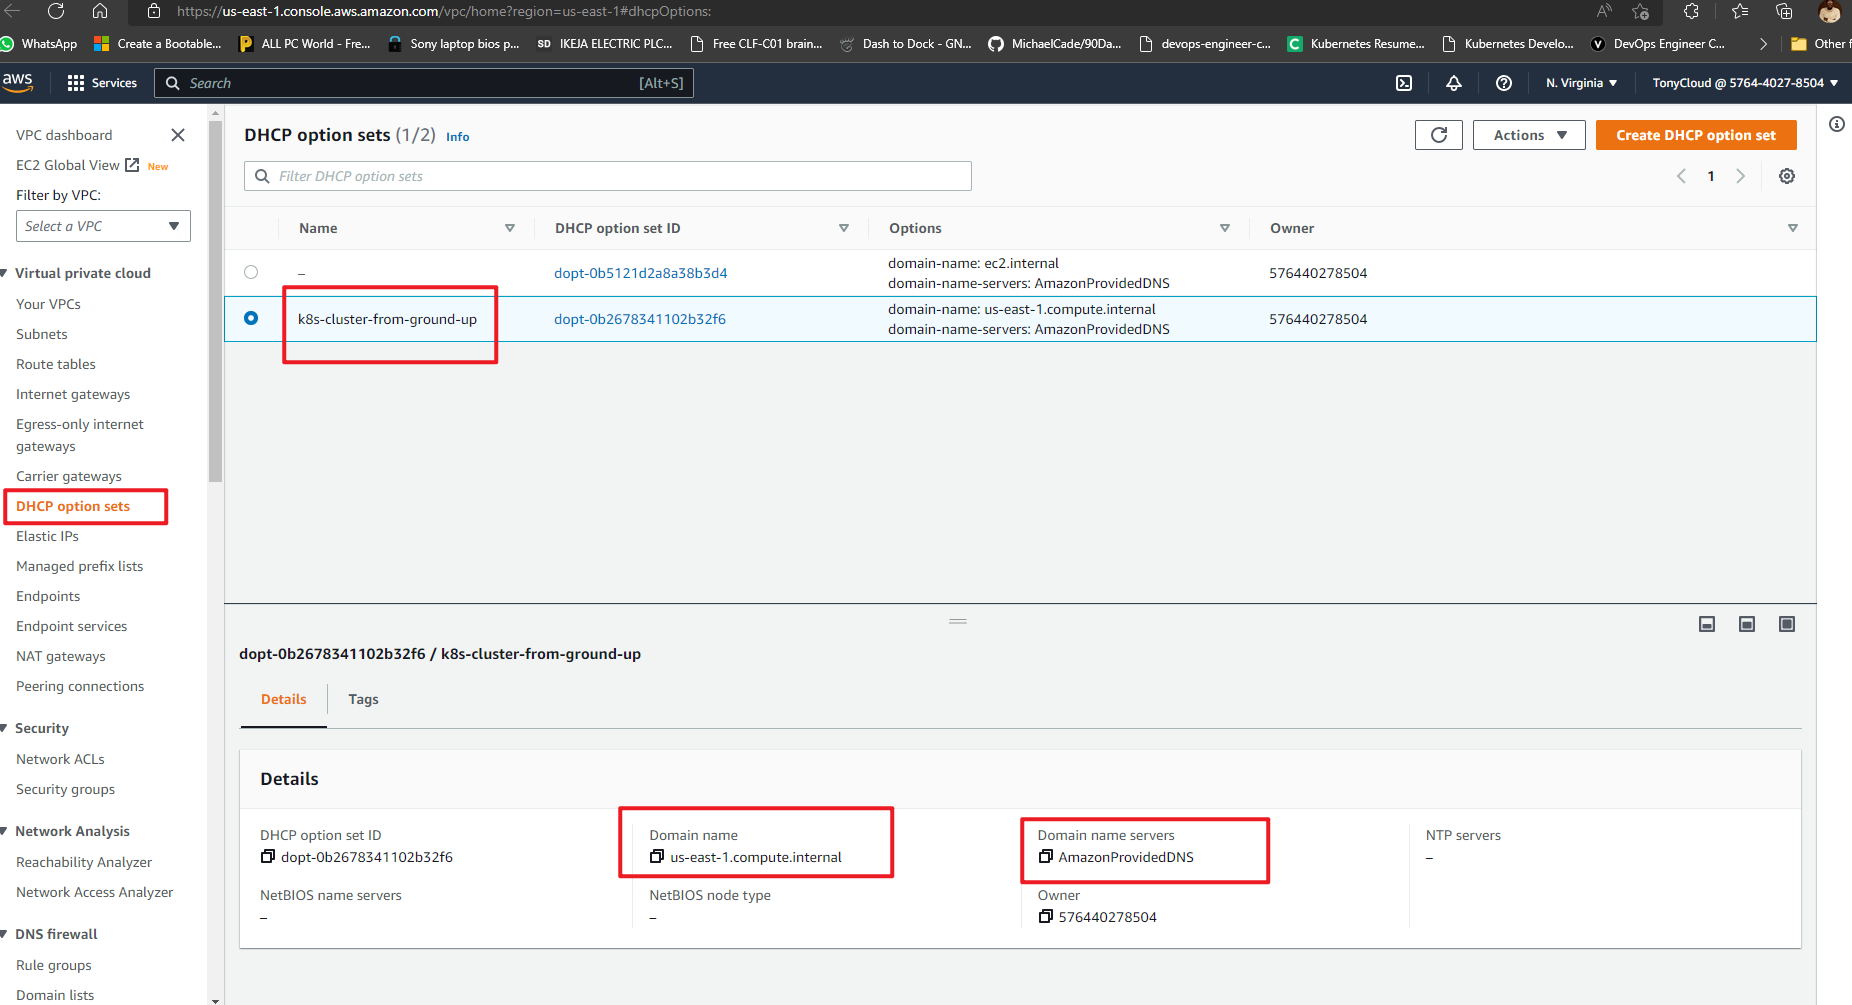 https://us-east-1.console.aws.amazon.com/vpc/home?region=us-east-1#dhcpOptions:
WhatsApp
Create a Bootable...
ALL PC World - Fre...
Sony laptop bios p...
SD IKEJA ELECTRIC PLC...
Free CLF-C01 brain...
Dash to Dock - GN...
MichaelCade/90Da...
devops-engineer-c...
Kubernetes Resume...
Kubernetes Develo...
DevOps Engineer C...
Other f
aws
Services
Search
[Alt+S]
N. Virginia
TonyCloud @ 5764-4027-8504
VPC dashboard
EC2 Global View New
Filter by VPC:
Select a VPC
Virtual private cloud
Your VPCs
Subnets
Route tables
Internet gateways
Egress-only internet
gateways
Carrier gateways
DHCP option sets
Elastic IPs
Managed prefix lists
Endpoints
Endpoint services
NAT gateways
Peering connections
Security
Network ACLs
Security groups
Network Analysis
Reachability Analyzer
Network Access Analyzer
DNS firewall
Rule groups
Domain lists
DHCP option sets (1/2) Info
Actions
Create DHCP option set
Filter DHCP option sets
1
Name
DHCP option set ID
Options
Owner
–
dopt-0b5121d2a8a38b3d4
domain-name: ec2.internal
domain-name-servers: AmazonProvidedDNS
576440278504
k8s-cluster-from-ground-up
dopt-0b2678341102b32f6
domain-name: us-east-1.compute.internal
domain-name-servers: AmazonProvidedDNS
576440278504
dopt-0b2678341102b32f6 / k8s-cluster-from-ground-up
Details
Tags
Details
DHCP option set ID
dopt-0b2678341102b32f6
Domain name
us-east-1.compute.internal
Domain name servers
AmazonProvidedDNS
NTP servers
–
NetBIOS name servers
–
NetBIOS node type
–
Owner
576440278504